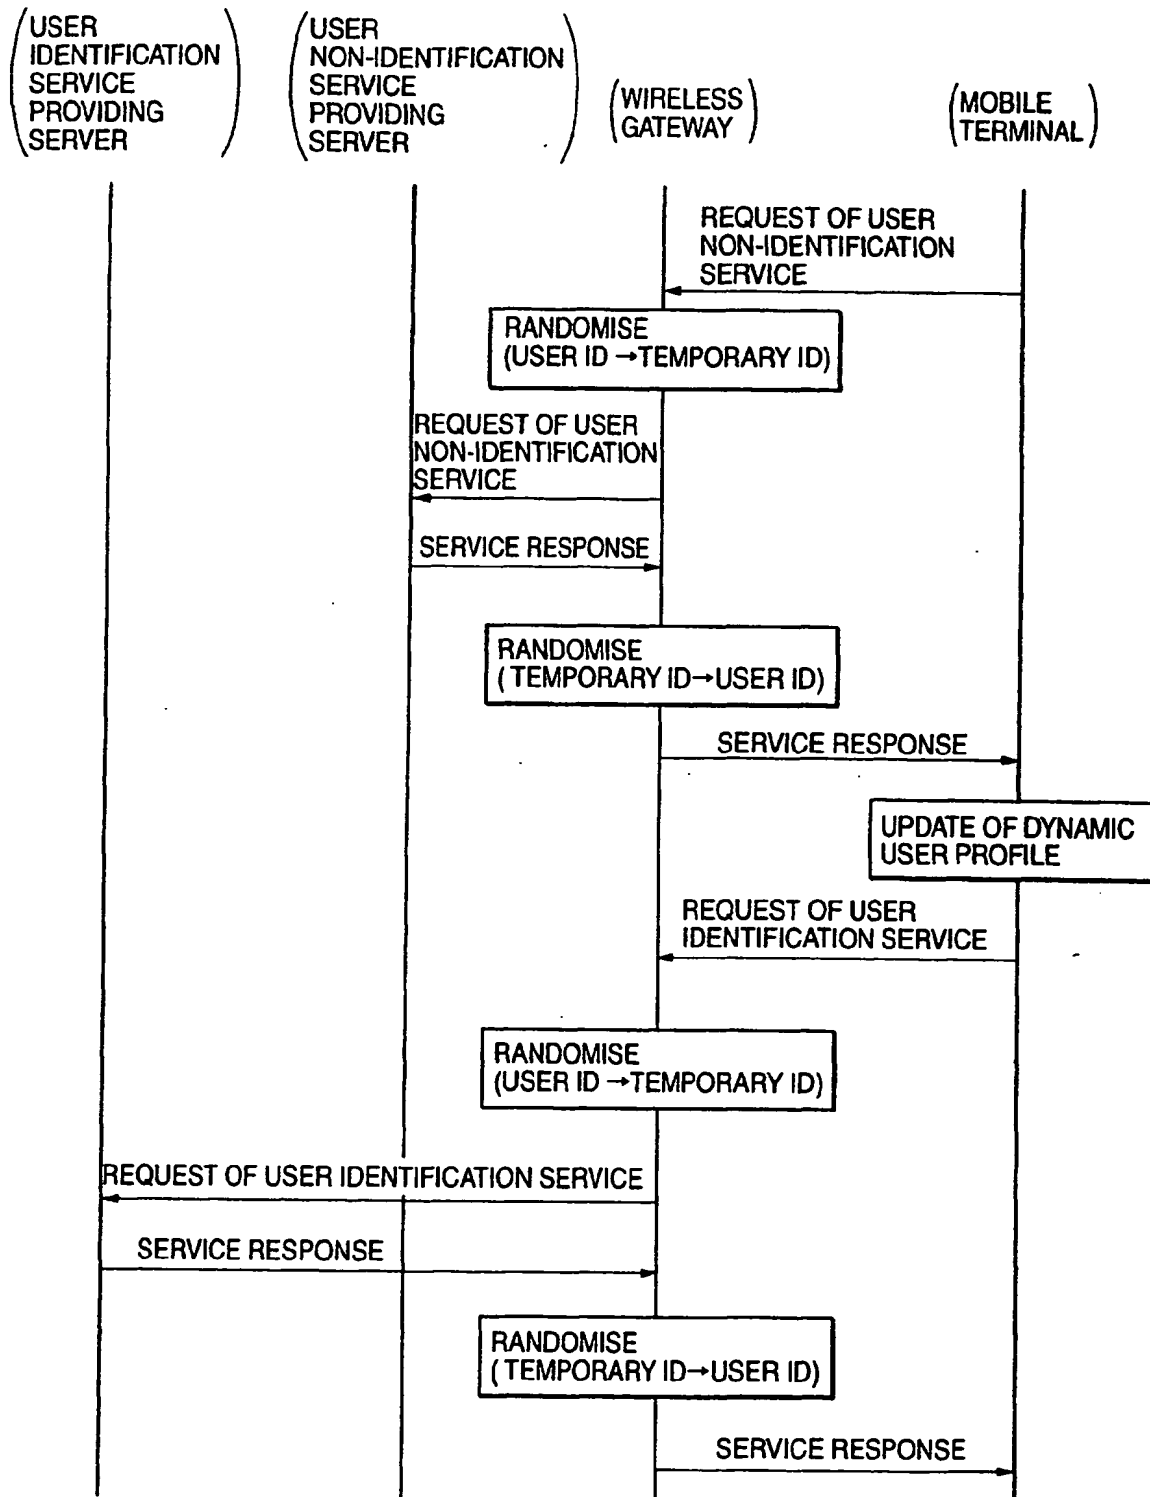 USER
IDENTIFICATION
SERVICE
PROVIDING
SERVER
USER
NON-IDENTIFICATION
SERVICE
PROVIDING
SERVER
(WIRELESS
GATEWAY)
(MOBILE
TERMINAL)
REQUEST OF USER
NON-IDENTIFICATION
SERVICE
RANDOMISE
(USER ID →TEMPORARY ID)
REQUEST OF USER
NON-IDENTIFICATION
SERVICE
SERVICE RESPONSE
RANDOMISE
( TEMPORARY ID→USER ID)
SERVICE RESPONSE
UPDATE OF DYNAMIC
USER PROFILE
REQUEST OF USER
IDENTIFICATION SERVICE
RANDOMISE
(USER ID →TEMPORARY ID)
REQUEST OF USER IDENTIFICATION SERVICE
SERVICE RESPONSE
RANDOMISE
( TEMPORARY ID→USER ID)
SERVICE RESPONSE